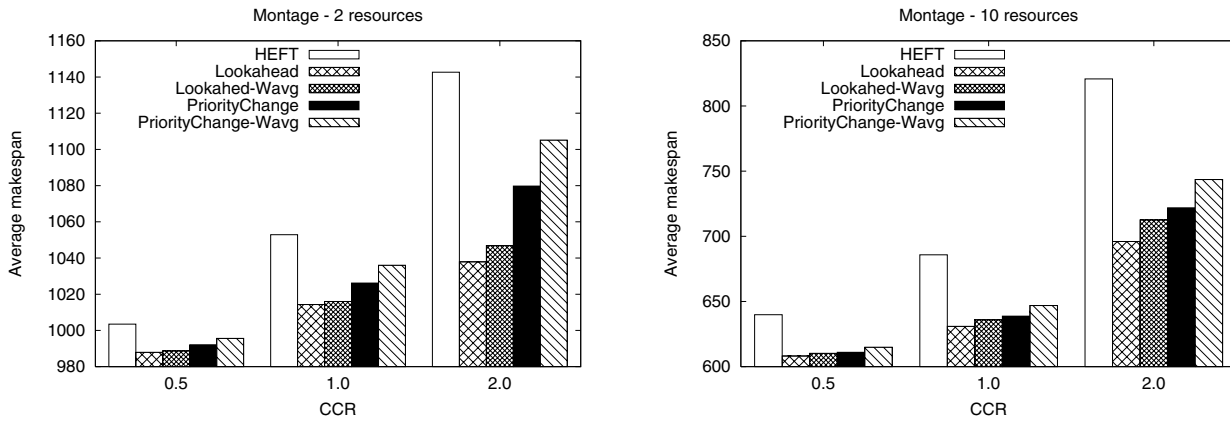 Montage - 2 resources
1160
1140
1120
1100
1080
1060
1040
1020
1000
980
Average makespan
HEFT
Lookahead
Lookahed-Wavg
PriorityChange
PriorityChange-Wavg
0.5
1.0
2.0
CCR
Montage - 10 resources
850
800
750
700
650
600
Average makespan
HEFT
Lookahead
Lookahed-Wavg
PriorityChange
PriorityChange-Wavg
0.5
1.0
2.0
CCR